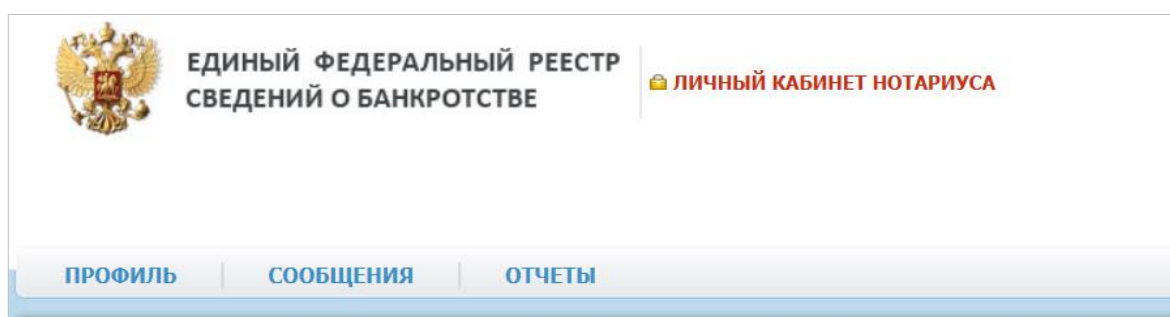 ЕДИНЫЙ ФЕДЕРАЛЬНЫЙ РЕЕСТР
СВЕДЕНИЙ О БАНКРОТСТВЕ
ЛИЧНЫЙ КАБИНЕТ НОТАРИУСА
ПРОФИЛЬ СООБЩЕНИЯ ОТЧЕТЫ